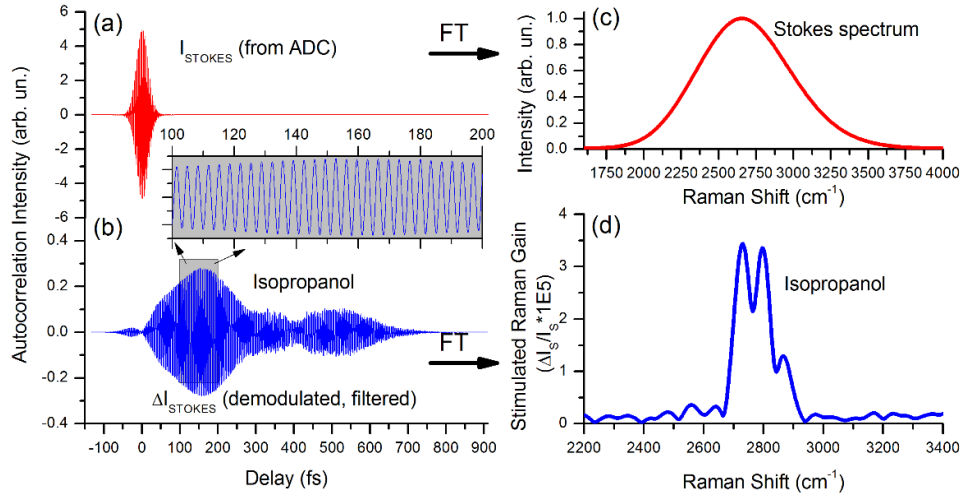 (a)
I_STOKES (from ADC)
FT
6
4
2
0
-2
-4
-6
100 120 140 160 180 200
Autocorrelation Intensity (arb. un.)
(b)
0.4
0.2
0.0
-0.2
-0.4
Isopropanol
ΔI_STOKES (demodulated, filtered)
FT
-100 0 100 200 300 400 500 600 700 800 900
Delay (fs)
(c)
Stokes spectrum
Intensity (arb. un.)
1.0
0.8
0.6
0.4
0.2
0.0
1750 2000 2250 2500 2750 3000 3250 3500 3750 4000
Raman Shift (cm⁻¹)
(d)
Isopropanol
Stimulated Raman Gain
(ΔI_S/I_S*1E5)
4
3
2
1
0
2200 2400 2600 2800 3000 3200 3400
Raman Shift (cm⁻¹)